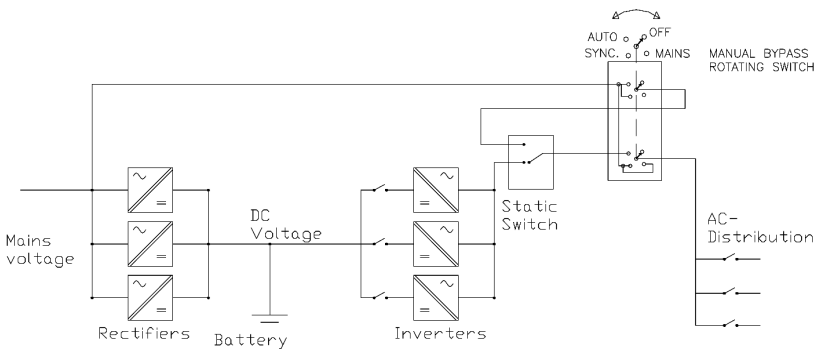 AUTO OFF
SYNC. MAINS
MANUAL BYPASS
ROTATING SWITCH
Static
Switch
DC
Voltage
AC-
Distribution
Mains
voltage
Rectifiers
Battery
Inverters